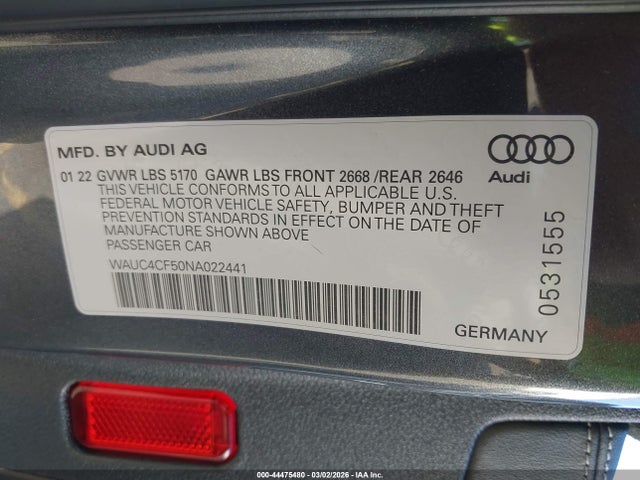 MFD. BY AUDI AG
01 22 GVWR LBS 5170 GAWR LBS FRONT 2668 /REAR 2646
THIS VEHICLE CONFORMS TO ALL APPLICABLE U.S.
FEDERAL MOTOR VEHICLE SAFETY, BUMPER AND THEFT
PREVENTION STANDARDS IN EFFECT ON THE DATE OF
MANUFACTURE SHOWN ABOVE
PASSENGER CAR
WAUC4CF50NA022441
Audi
0531555
GERMANY
000-44475480 — 03/02/2026 — IAAI.COM